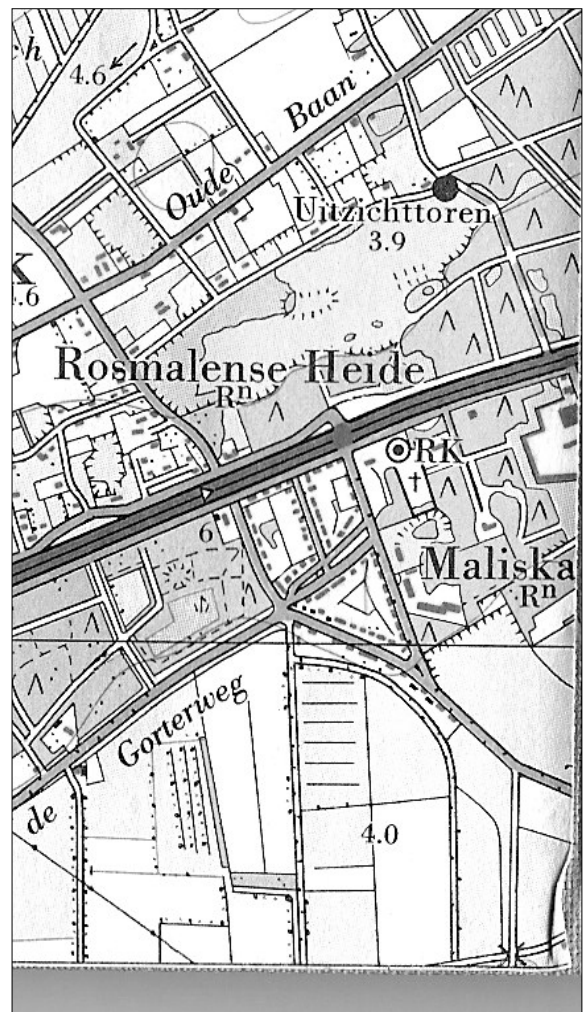 ch
4.6
Baan
Oude
Uitzichttoren
3.9
K
4.6
Rosmalense Heide
Rⁿ
RK
6
Maliska
Rⁿ
Gorterweg
de
4.0